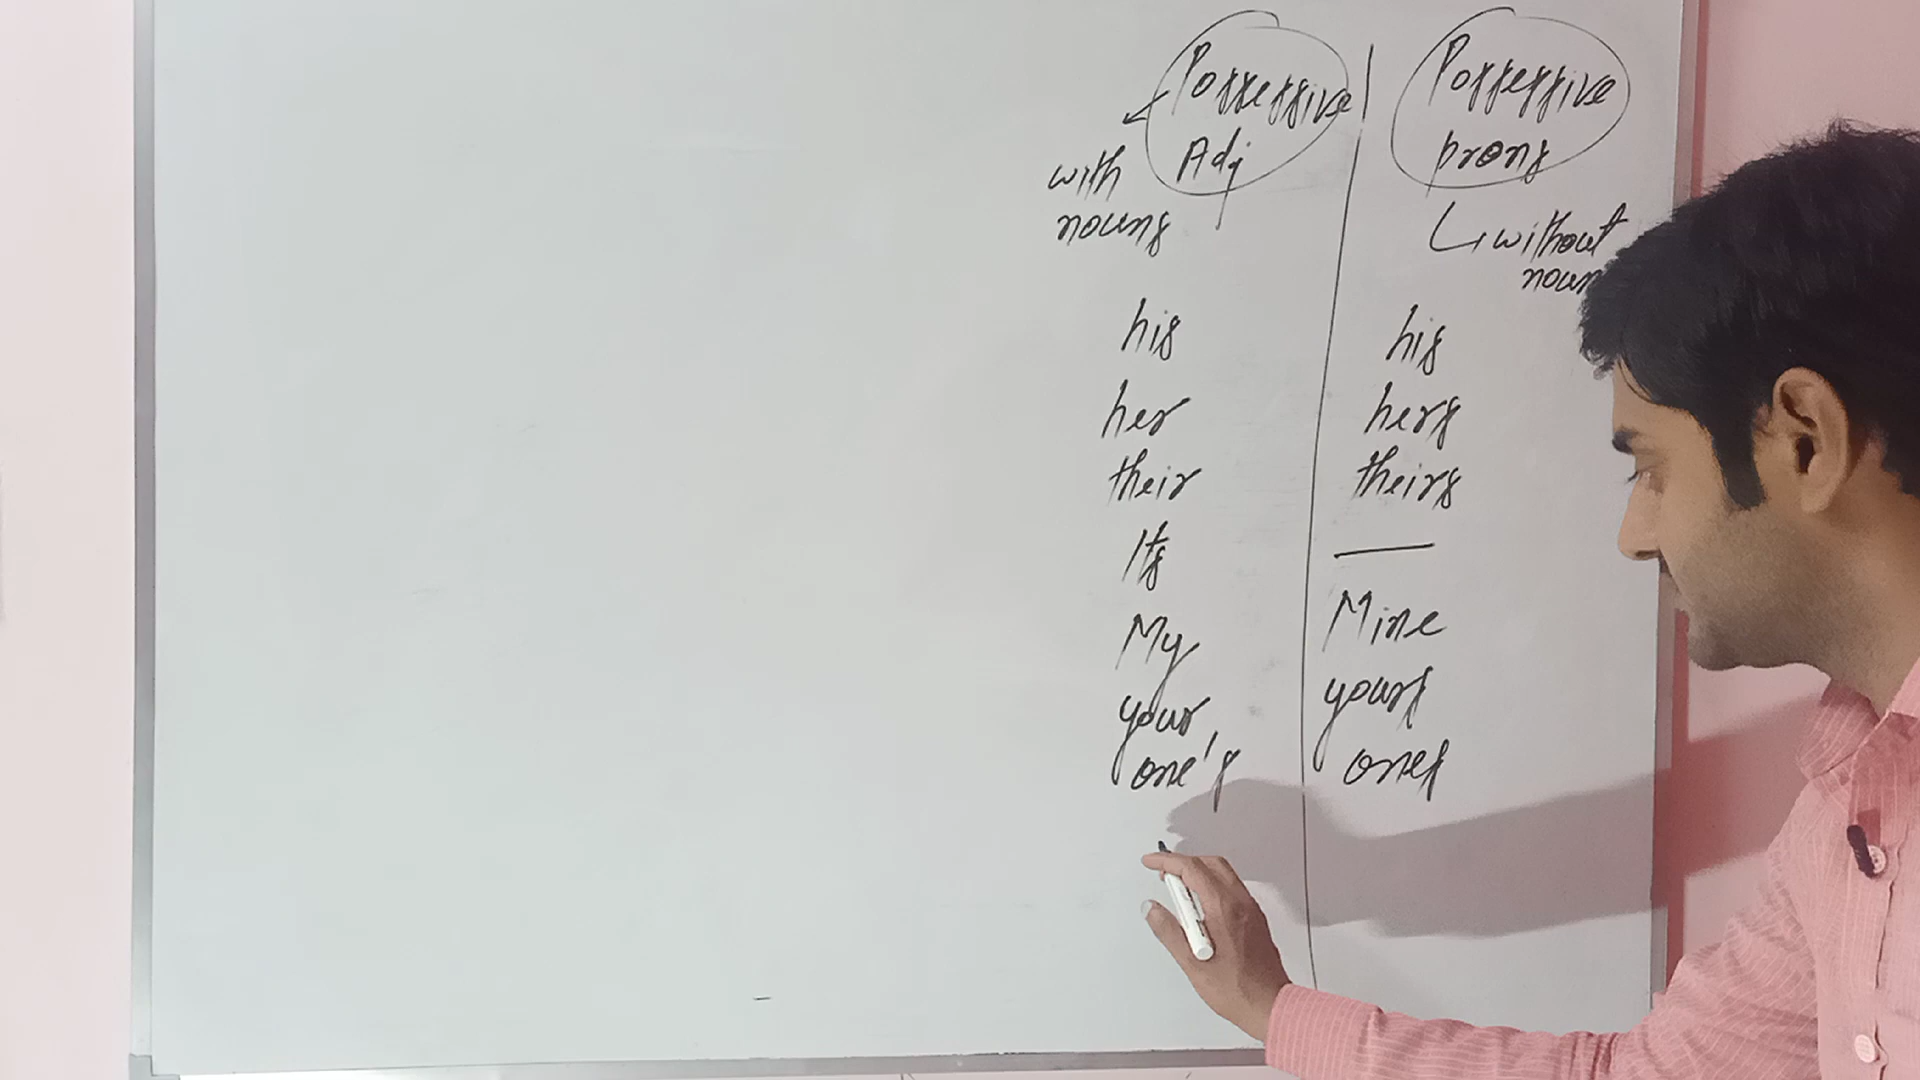 Possessive Adj
with nouns
his
her
their
Its
My
your
one's
Possessive prons
without
his
hers
theirs
—
Mine
yours
ones